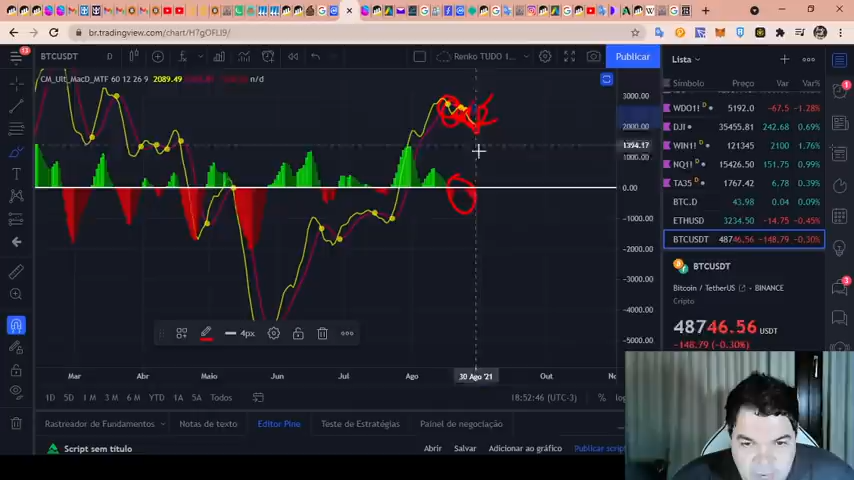 br.tradingview.com/chart/H7gOFLI9/
BTCUSDT
D
Renko TUDO 1...
Publicar
Lista
CM_Ult_MacD_MTF 60 12 26 9 2089.49
n/d
3000.00
2000.00
1394.17
1000.00
0.00
-1000.00
-2000.00
-3000.00
-4000.00
-5000.00
Símbolo Preço Var Var%
WDO1! D 5192.0 -67.5 -1.28%
DJI D 35455.81 242.68 0.69%
WIN1! D 121345 2100 1.76%
NQ1! D 15426.50 151.75 0.99%
TA35 D 1767.42 6.78 0.39%
BTC.D 43.98 0.04 0.09%
ETHUSD 3234.50 -14.75 -0.45%
BTCUSDT 48746.56 -148.79 -0.30%
BTCUSDT
Bitcoin / TetherUS BINANCE
Cripto
48746.56 USDT
-148.79 (-0.30%)
4px
Mar Abr Maio Jun Jul Ago 30 Ago '21 Out
1D 5D 1M 3M 6M YTD 1A 5A Todos
18:52:46 (UTC-3) % log
Rastreador de Fundamentos Notas de texto Editor Pine Teste de Estratégias Painel de negociação
Script sem título
Abrir Salvar Adicionar ao gráfico Publicar script